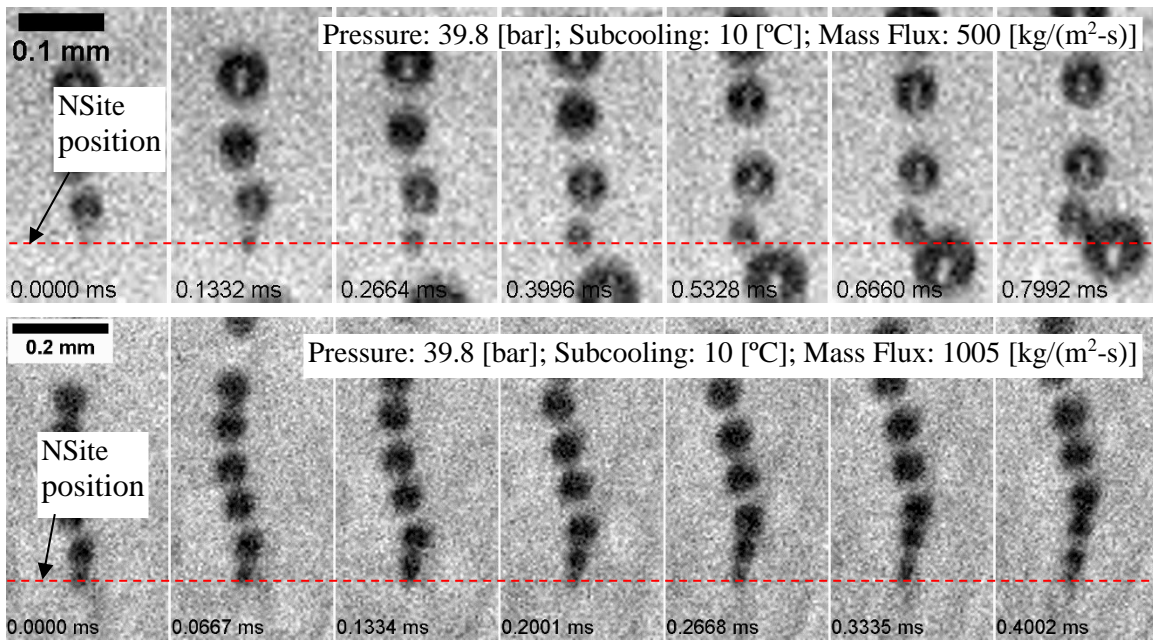 0.1 mm
Pressure: 39.8 [bar]; Subcooling: 10 [ºC]; Mass Flux: 500 [kg/(m²-s)]
NSite
position
0.0000 ms
0.1332 ms
0.2664 ms
0.3996 ms
0.5328 ms
0.6660 ms
0.7992 ms
0.2 mm
Pressure: 39.8 [bar]; Subcooling: 10 [ºC]; Mass Flux: 1005 [kg/(m²-s)]
NSite
position
0.0000 ms
0.0667 ms
0.1334 ms
0.2001 ms
0.2668 ms
0.3335 ms
0.4002 ms